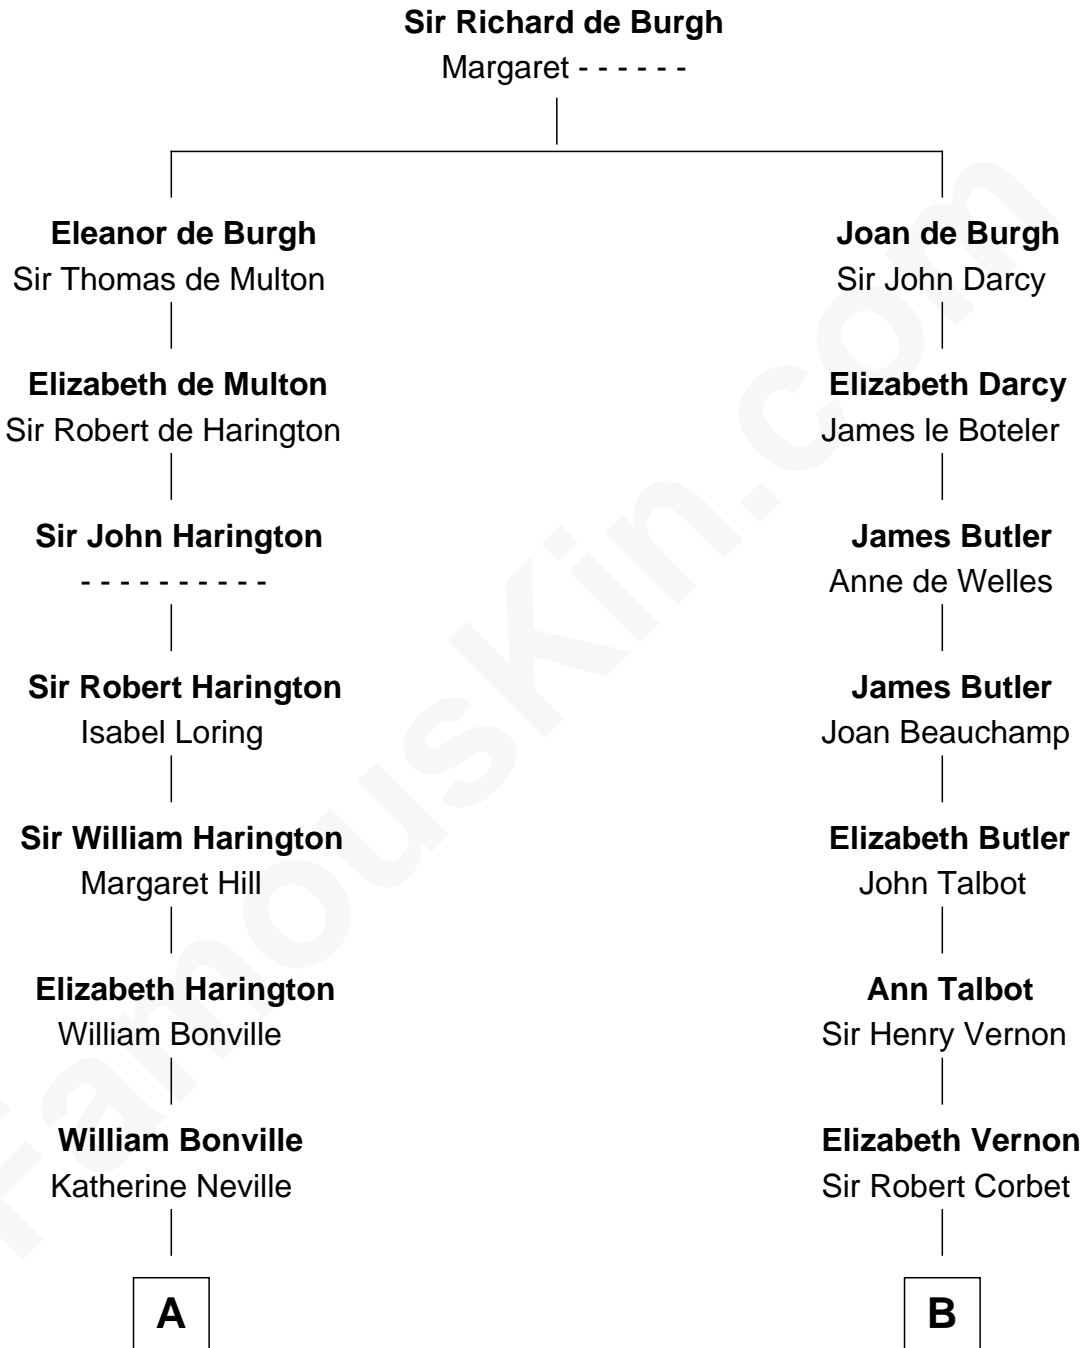 Sir Richard de Burgh
Margaret - - - - - -
Eleanor de Burgh
Sir Thomas de Multon
Joan de Burgh
Sir John Darcy
Elizabeth de Multon
Sir Robert de Harington
Elizabeth Darcy
James le Boteler
Sir John Harington
- - - - - - - - - -
James Butler
Anne de Welles
Sir Robert Harington
Isabel Loring
James Butler
Joan Beauchamp
Sir William Harington
Margaret Hill
Elizabeth Butler
John Talbot
Elizabeth Harington
William Bonville
Ann Talbot
Sir Henry Vernon
William Bonville
Katherine Neville
Elizabeth Vernon
Sir Robert Corbet
A
B
FamousKin.com